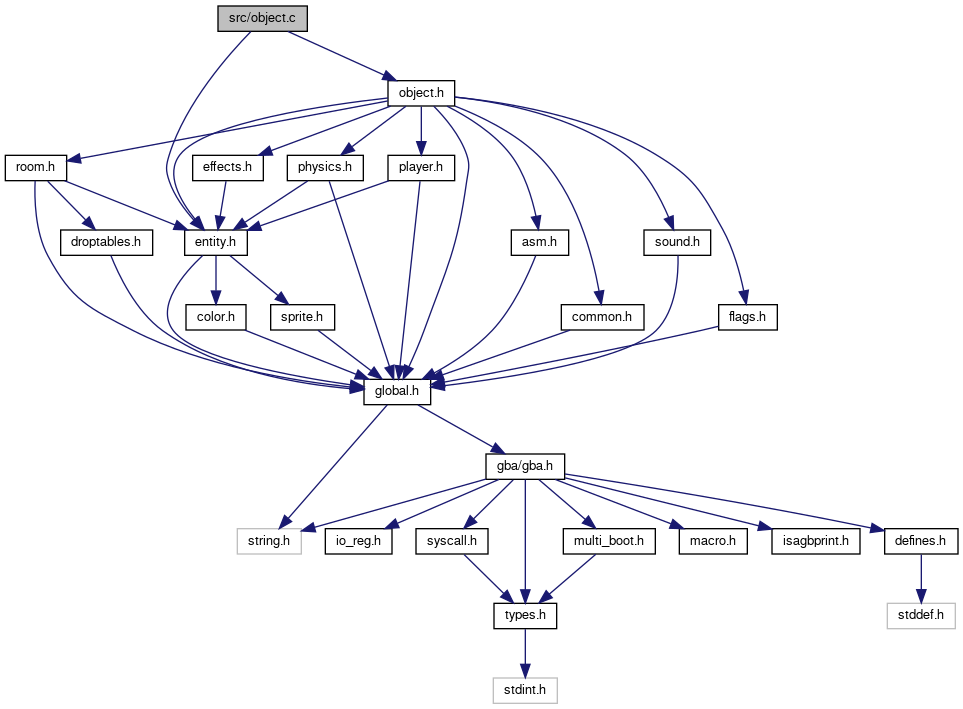 src/object.c
object.h
room.h
effects.h
physics.h
player.h
droptables.h
entity.h
asm.h
sound.h
color.h
sprite.h
common.h
flags.h
global.h
gba/gba.h
string.h
io_reg.h
syscall.h
multi_boot.h
macro.h
isagbprint.h
defines.h
types.h
stddef.h
stdint.h